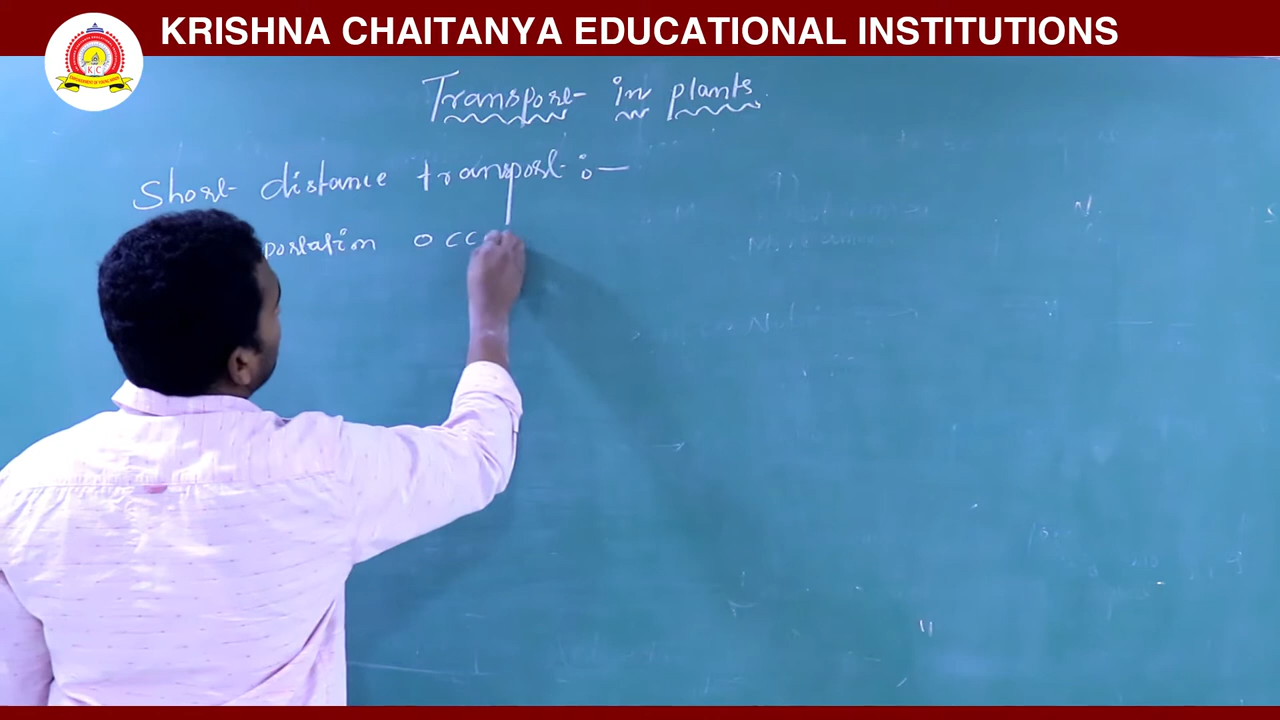 KRISHNA CHAITANYA EDUCATIONAL INSTITUTIONS
K C
Transport in plants
Short distance transport :-
portation occ